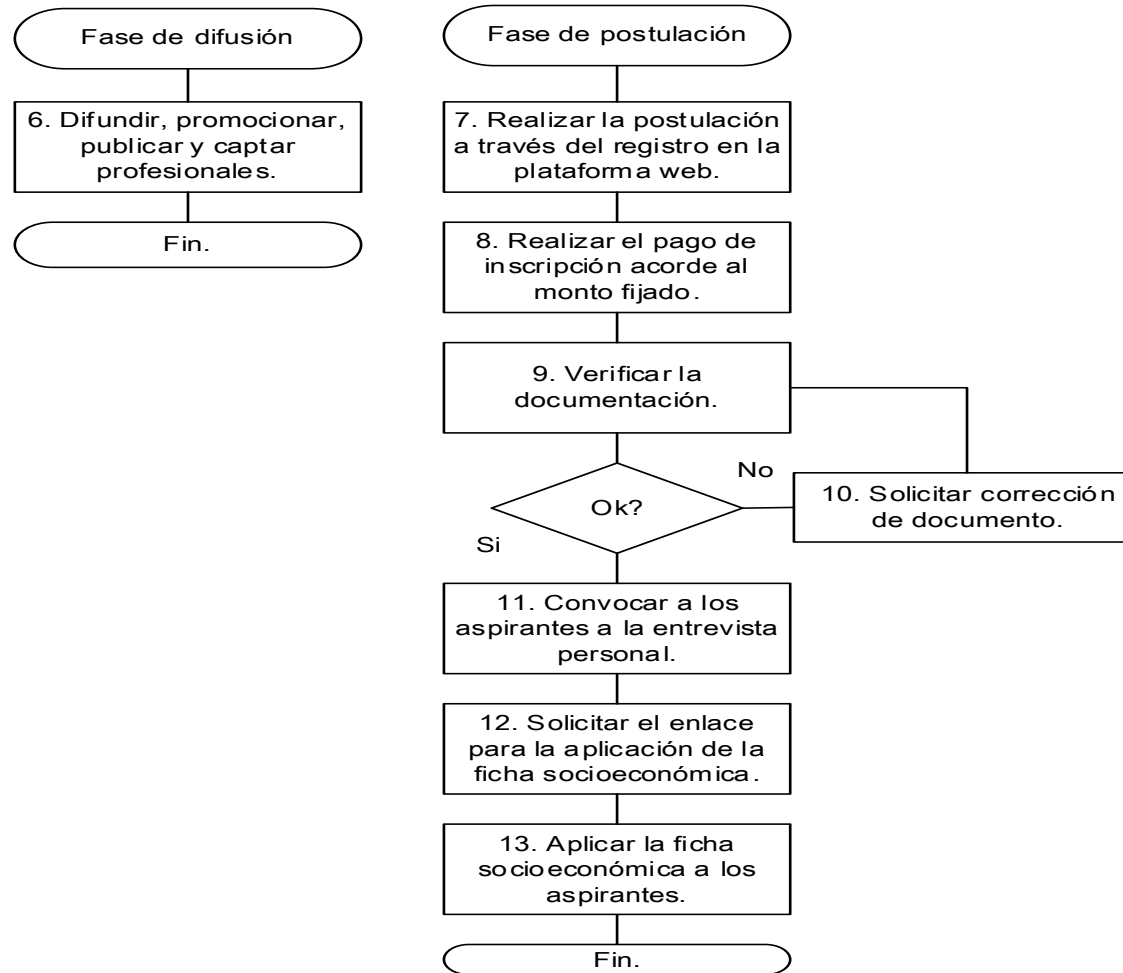 Fase de difusión
6. Difundir, promocionar,
publicar y captar
profesionales.
Fin.
Fase de postulación
7. Realizar la postulación
a través del registro en la
plataforma web.
8. Realizar el pago de
inscripción acorde al
monto fijado.
9. Verificar la
documentación.
Ok?
No
10. Solicitar corrección
de documento.
Si
11. Convocar a los
aspirantes a la entrevista
personal.
12. Solicitar el enlace
para la aplicación de la
ficha socioeconómica.
13. Aplicar la ficha
socioeconómica a los
aspirantes.
Fin.